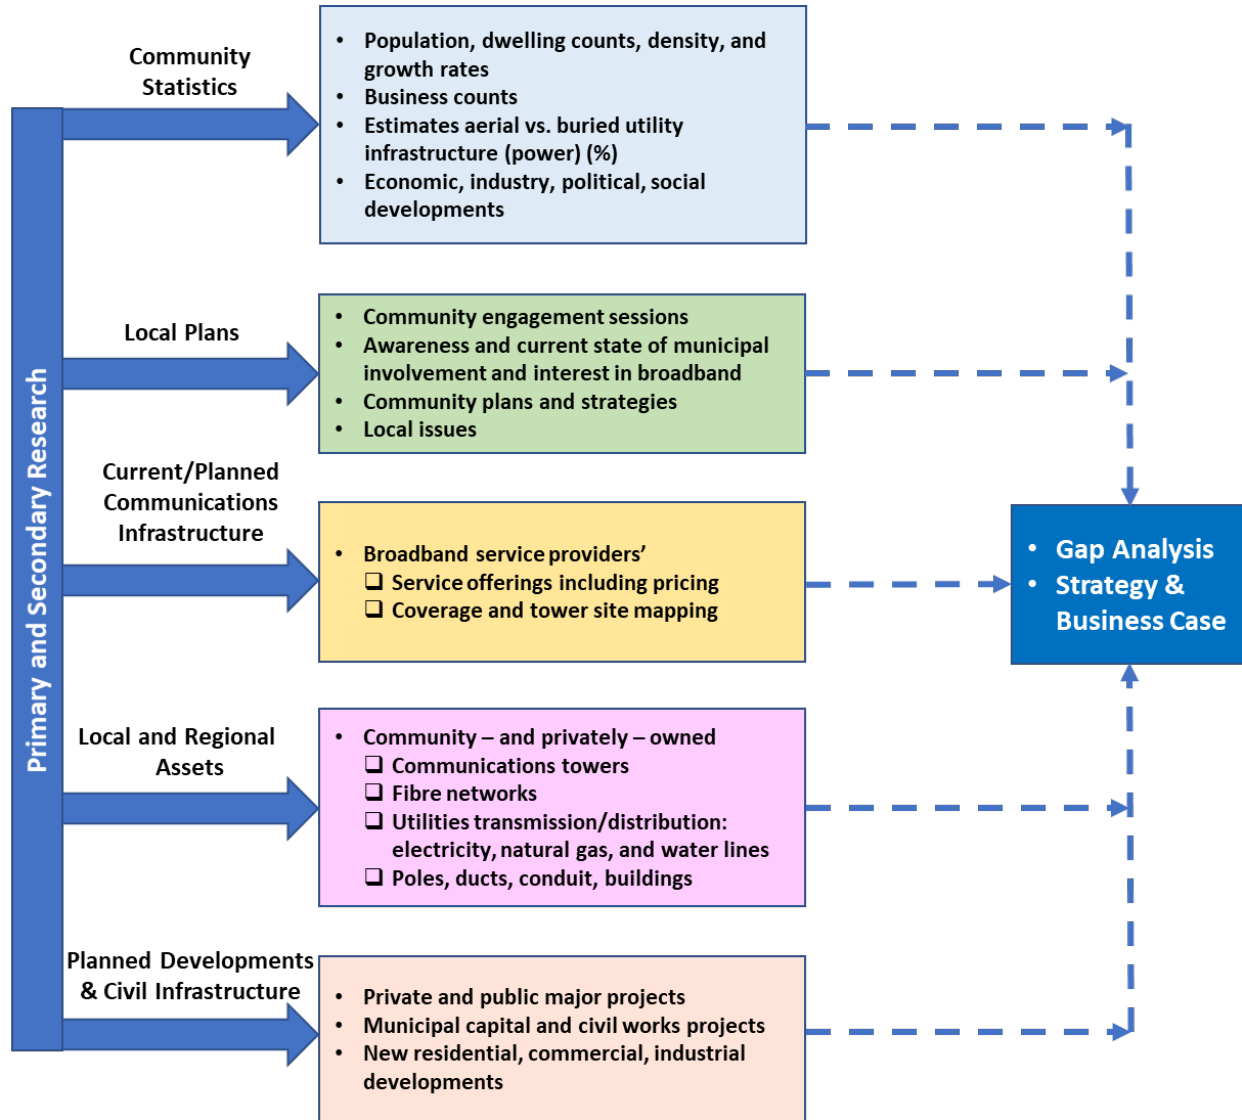 Primary and Secondary Research
Community
Statistics
• Population, dwelling counts, density, and
growth rates
• Business counts
• Estimates aerial vs. buried utility
infrastructure (power) (%)
• Economic, industry, political, social
developments
Local Plans
• Community engagement sessions
• Awareness and current state of municipal
involvement and interest in broadband
• Community plans and strategies
• Local issues
Current/Planned
Communications
Infrastructure
• Broadband service providers’
❑ Service offerings including pricing
❑ Coverage and tower site mapping
Local and Regional
Assets
• Community – and privately – owned
❑ Communications towers
❑ Fibre networks
❑ Utilities transmission/distribution:
electricity, natural gas, and water lines
❑ Poles, ducts, conduit, buildings
Planned Developments
& Civil Infrastructure
• Private and public major projects
• Municipal capital and civil works projects
• New residential, commercial, industrial
developments
• Gap Analysis
• Strategy &
Business Case